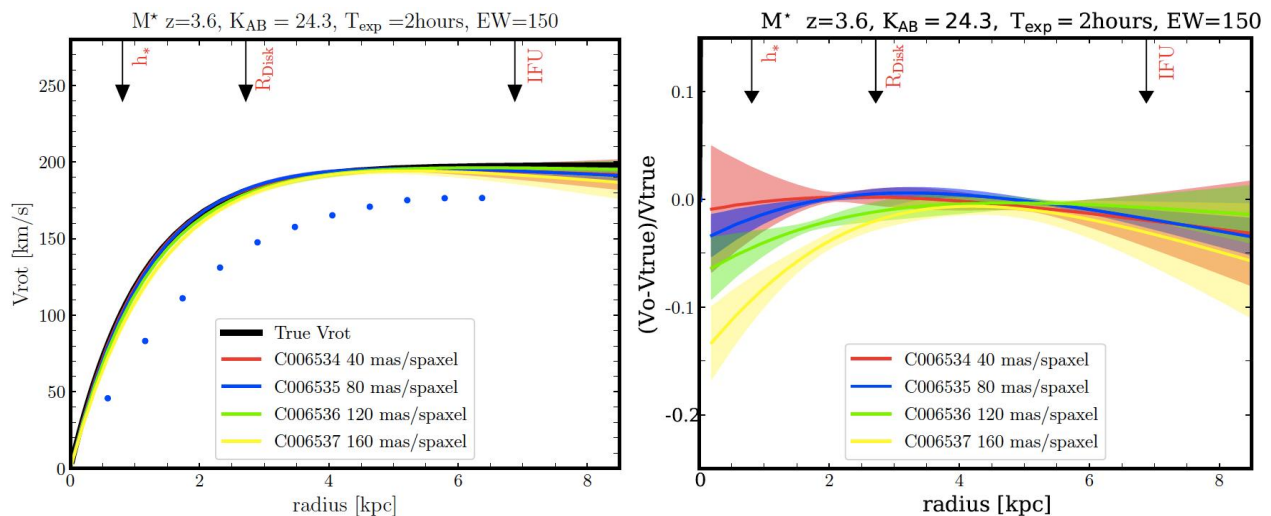 M⋆ z=3.6, K_AB = 24.3, T_exp =2hours, EW=150
h*
R_Disk
IFU
250
200
150
100
50
0
Vrot [km/s]
True Vrot
C006534 40 mas/spaxel
C006535 80 mas/spaxel
C006536 120 mas/spaxel
C006537 160 mas/spaxel
0 2 4 6 8
radius [kpc]
M⋆ z=3.6, K_AB = 24.3, T_exp = 2hours, EW=150
h*
R_Disk
IFU
0.1
0.0
-0.1
-0.2
(Vo-Vtrue)/Vtrue
C006534 40 mas/spaxel
C006535 80 mas/spaxel
C006536 120 mas/spaxel
C006537 160 mas/spaxel
0 2 4 6 8
radius [kpc]